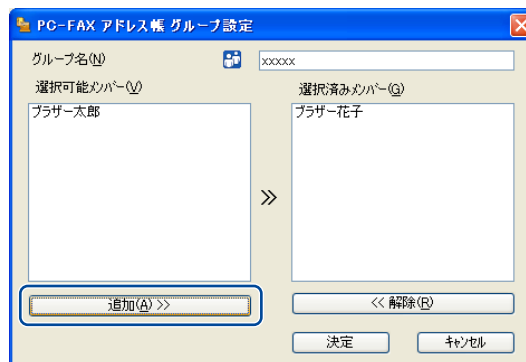 PC-FAX アドレス帳 グループ設定
グループ名(N)
xxxxx
選択可能メンバー(V)
選択済みメンバー(G)
ブラザー太郎
ブラザー花子
>>
追加(A) >>
<< 解除(R)
決定
キャンセル